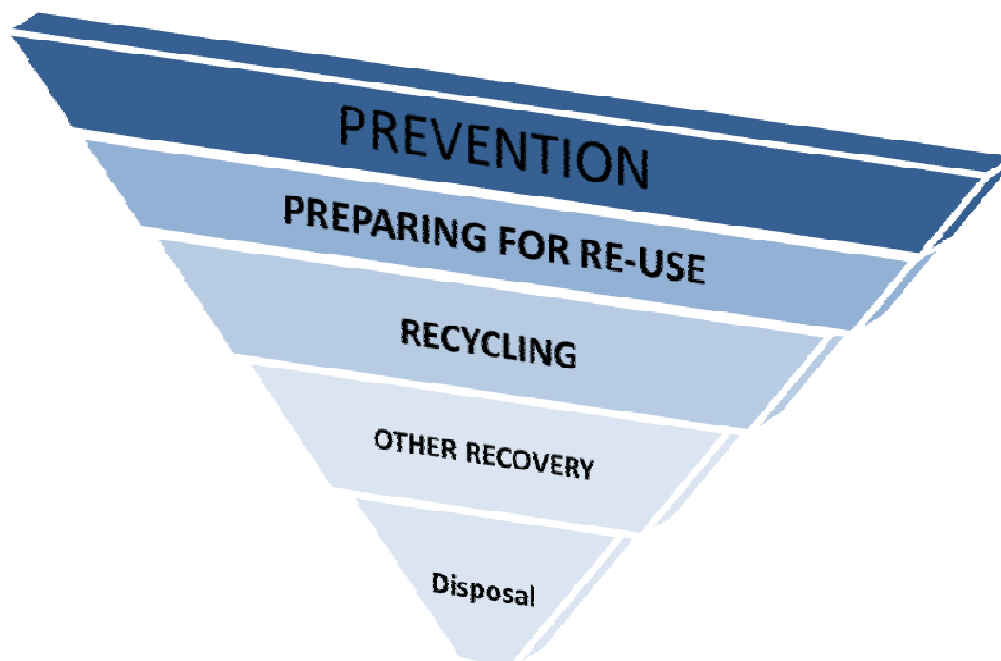 PREVENTION
PREPARING FOR RE-USE
RECYCLING
OTHER RECOVERY
Disposal